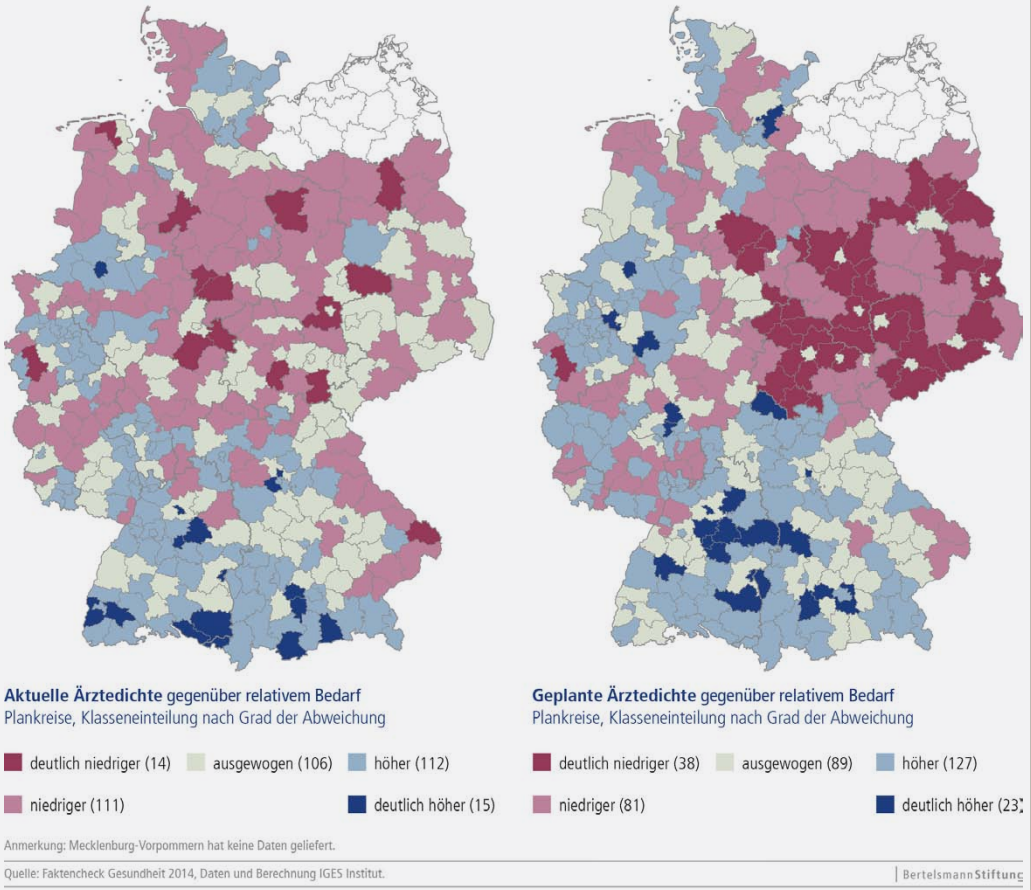 Aktuelle Ärztedichte gegenüber relativem Bedarf
Plankreise, Klasseneinteilung nach Grad der Abweichung
deutlich niedriger (14) ausgewogen (106) höher (112)
niedriger (111) deutlich höher (15)
Geplante Ärztedichte gegenüber relativem Bedarf
Plankreise, Klasseneinteilung nach Grad der Abweichung
deutlich niedriger (38) ausgewogen (89) höher (127)
niedriger (81) deutlich höher (23)
Anmerkung: Mecklenburg-Vorpommern hat keine Daten geliefert.
Quelle: Faktencheck Gesundheit 2014, Daten und Berechnung IGES Institut.
BertelsmannStiftung